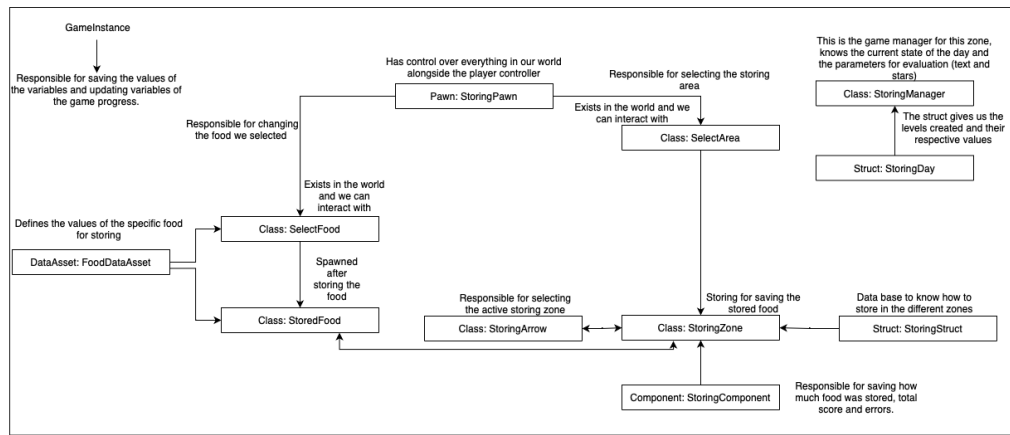 GameInstance
Responsible for saving the values of
the variables and updating variables of
the game progress.
Has control over everything in our world
alongside the player controller
Pawn: StoringPawn
Responsible for selecting the storing
area
Exists in the world and we
can interact with
Class: SelectArea
This is the game manager for this zone,
knows the current state of the day and
the parameters for evaluation (text and
stars)
Class: StoringManager
The struct gives us the
levels created and their
respective values
Struct: StoringDay
Responsible for changing
the food we selected
Exists in the world
and we can
interact with
Class: SelectFood
Defines the values of the specific food
for storing
DataAsset: FoodDataAsset
Spawned
after
storing the
food
Class: StoredFood
Responsible for selecting
the active storing zone
Class: StoringArrow
Storing for saving the
stored food
Class: StoringZone
Data base to know how to
store in the different zones
Struct: StoringStruct
Component: StoringComponent
Responsible for saving how
much food was stored, total
score and errors.